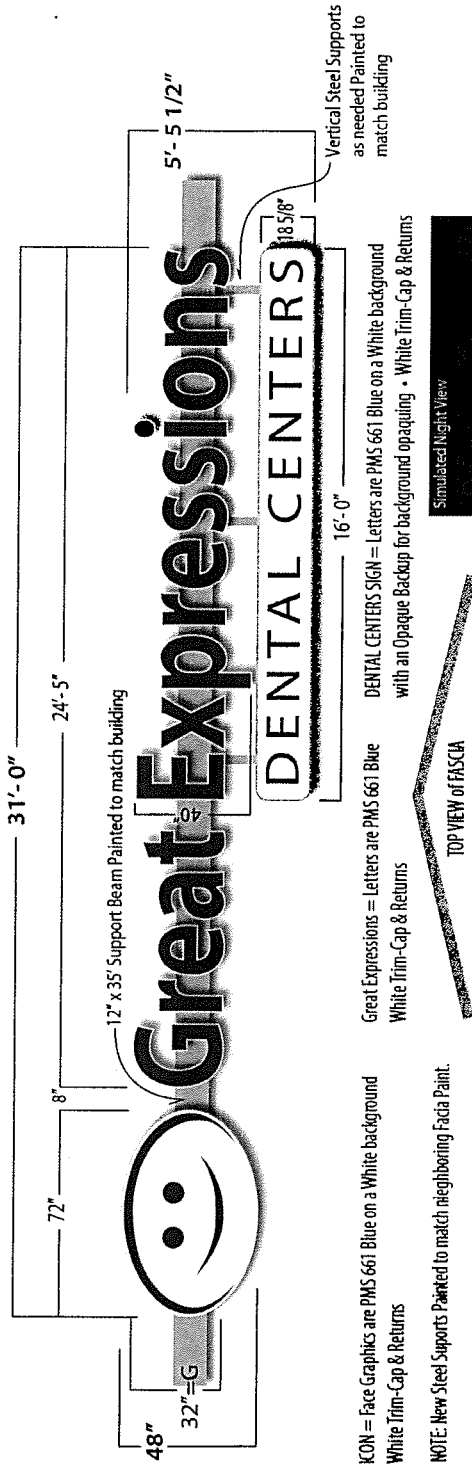 31'- 0"
24'- 5"
72"
8"
12" x 35' Support Beam Painted to match building
5'- 5 1/2"
48"
32"=G
40"
Great Expressions
DENTAL CENTERS
18 5/8"
16'- 0"
Vertical Steel Supports
as needed Painted to
match building
ICON = Face Graphics are PMS 661 Blue on a White background
White Trim-Cap & Returns
Great Expressions = Letters are PMS 661 Blue
White Trim-Cap & Returns
DENTAL CENTERS SIGN = Letters are PMS 661 Blue on a White background
with an Opaque Backup for background opaquing • White Trim-Cap & Returns
NOTE: New Steel Suports Painted to match nieghboring Facia Paint.
TOP VIEW of FASCIA
Simulated Night View